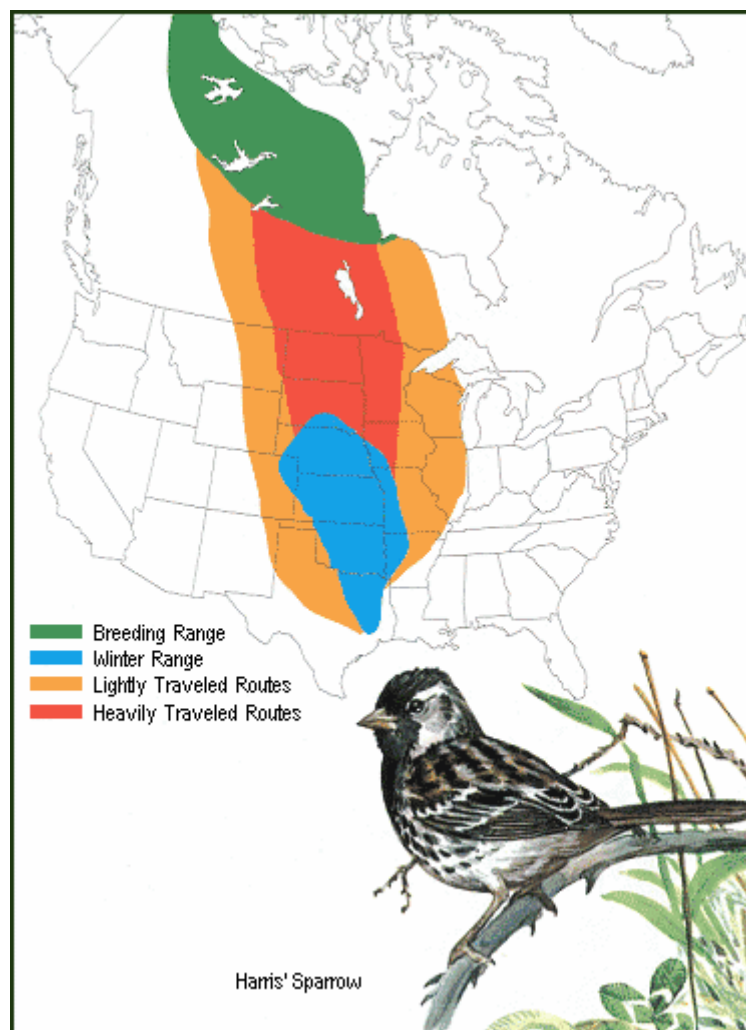 Breeding Range
Winter Range
Lightly Traveled Routes
Heavily Traveled Routes
Harris' Sparrow